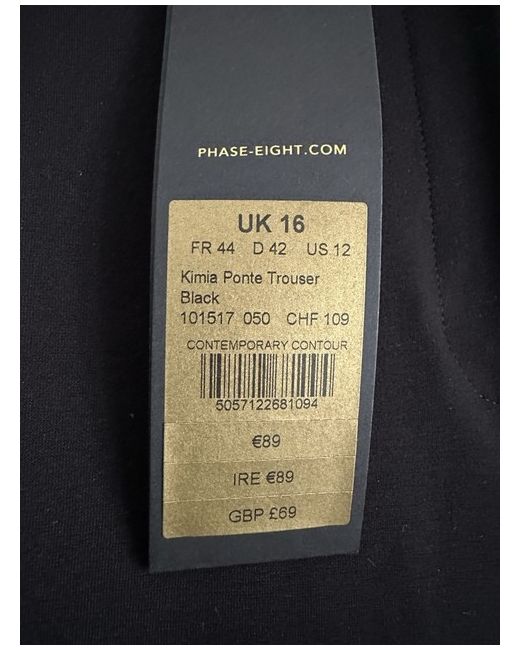 PHASE-EIGHT.COM
UK 16
FR 44 D 42 US 12
Kimia Ponte Trouser
Black
101517 050 CHF 109
CONTEMPORARY CONTOUR
5057122681094
€89
IRE €89
GBP £69